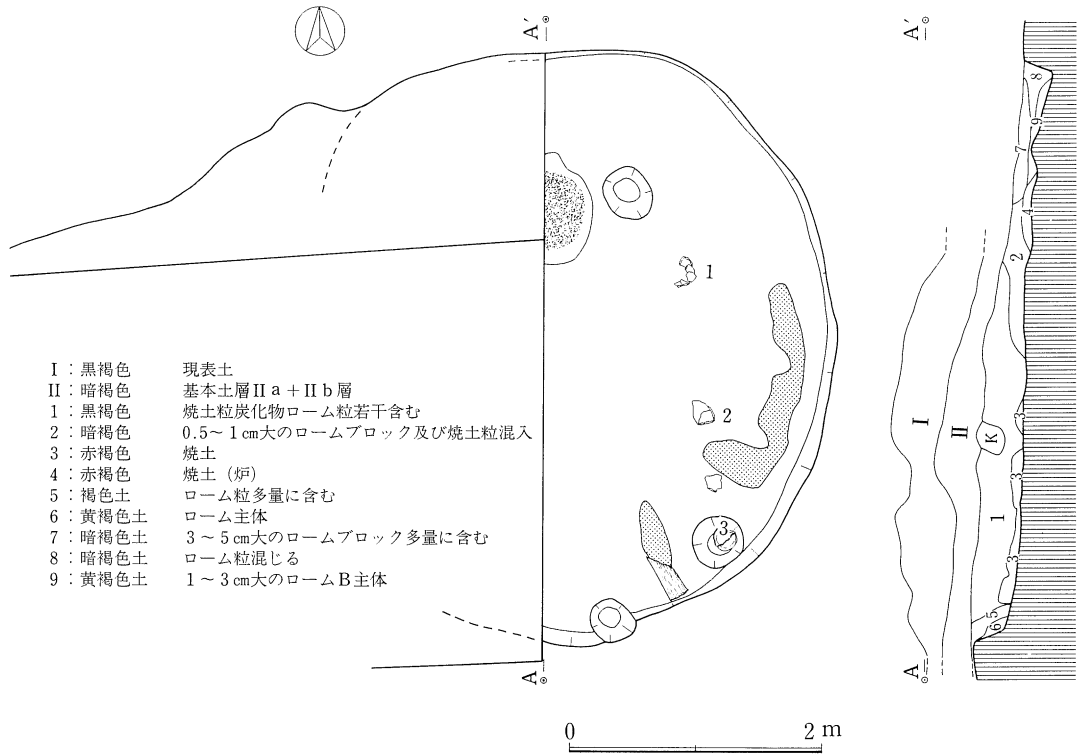 A′
A′
1
2
3
A
I：黒褐色　現表土
II：暗褐色　基本土層IIa＋IIb層
1：黒褐色　焼土粒炭化物ローム粒若干含む
2：暗褐色　0.5～1㎝大のロームブロック及び焼土粒混入
3：赤褐色　焼土
4：赤褐色　焼土（炉）
5：褐色土　ローム粒多量に含む
6：黄褐色土　ローム主体
7：暗褐色土　3～5㎝大のロームブロック多量に含む
8：暗褐色土　ローム粒混じる
9：黄褐色土　1～3㎝大のロームB主体
8
9
7
4
2
I
II
K
3
3
1
3
5
6
A
0　2 m